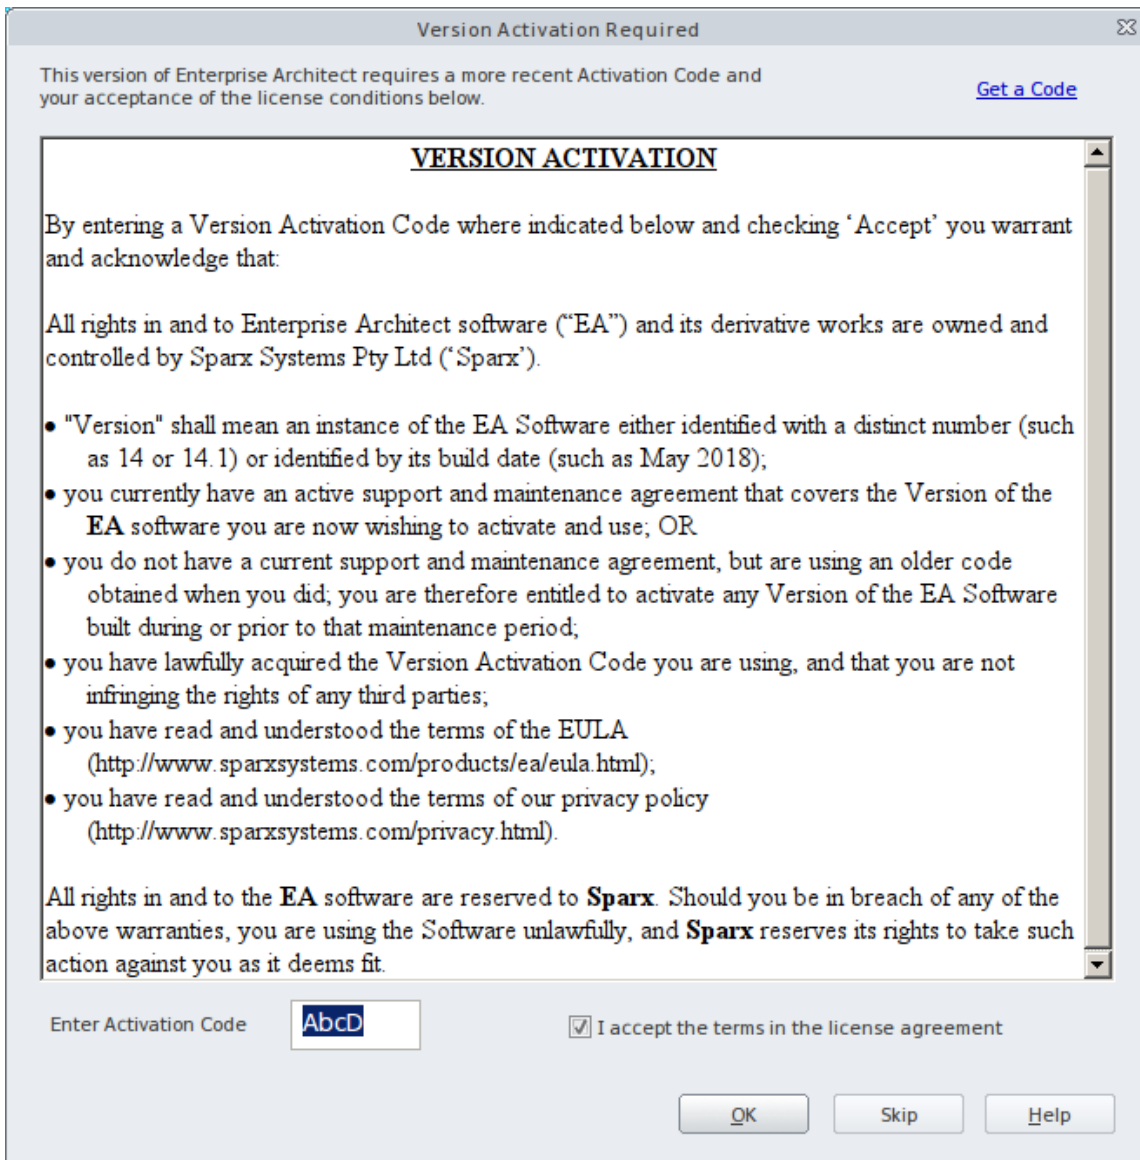 Version Activation Required
This version of Enterprise Architect requires a more recent Activation Code and
your acceptance of the license conditions below.
Get a Code
VERSION ACTIVATION
By entering a Version Activation Code where indicated below and checking ‘Accept’ you warrant
and acknowledge that:
All rights in and to Enterprise Architect software (“EA”) and its derivative works are owned and
controlled by Sparx Systems Pty Ltd (‘Sparx’).
● "Version" shall mean an instance of the EA Software either identified with a distinct number (such
as 14 or 14.1) or identified by its build date (such as May 2018);
● you currently have an active support and maintenance agreement that covers the Version of the
EA software you are now wishing to activate and use; OR
● you do not have a current support and maintenance agreement, but are using an older code
obtained when you did; you are therefore entitled to activate any Version of the EA Software
built during or prior to that maintenance period;
● you have lawfully acquired the Version Activation Code you are using, and that you are not
infringing the rights of any third parties;
● you have read and understood the terms of the EULA
(http://www.sparxsystems.com/products/ea/eula.html);
● you have read and understood the terms of our privacy policy
(http://www.sparxsystems.com/privacy.html).
All rights in and to the EA software are reserved to Sparx. Should you be in breach of any of the
above warranties, you are using the Software unlawfully, and Sparx reserves its rights to take such
action against you as it deems fit.
Enter Activation Code
AbcD
I accept the terms in the license agreement
OK
Skip
Help